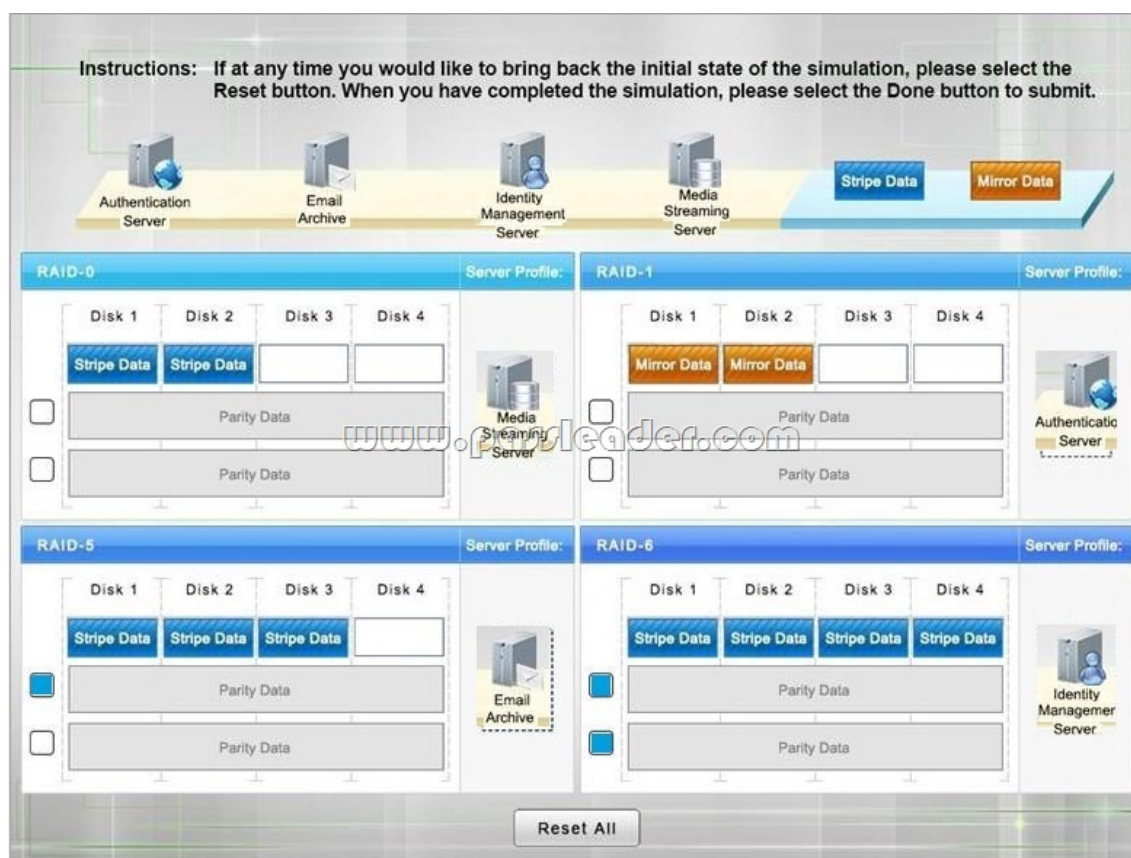 Instructions: If at any time you would like to bring back the initial state of the simulation, please select the
Reset button. When you have completed the simulation, please select the Done button to submit.
Authentication
Server
Email
Archive
Identity
Management
Server
Media
Streaming
Server
Stripe Data
Mirror Data
RAID-0
Server Profile:
Disk 1 Disk 2 Disk 3 Disk 4
Stripe Data Stripe Data
Parity Data
Parity Data
Media
Streaming
Server
RAID-1
Server Profile:
Disk 1 Disk 2 Disk 3 Disk 4
Mirror Data Mirror Data
Parity Data
Parity Data
Authenticatic
Server
www.passleader.com
RAID-5
Server Profile:
Disk 1 Disk 2 Disk 3 Disk 4
Stripe Data Stripe Data Stripe Data
Parity Data
Parity Data
Email
Archive
RAID-6
Server Profile:
Disk 1 Disk 2 Disk 3 Disk 4
Stripe Data Stripe Data Stripe Data Stripe Data
Parity Data
Parity Data
Identity
Managemer
Server
Reset All